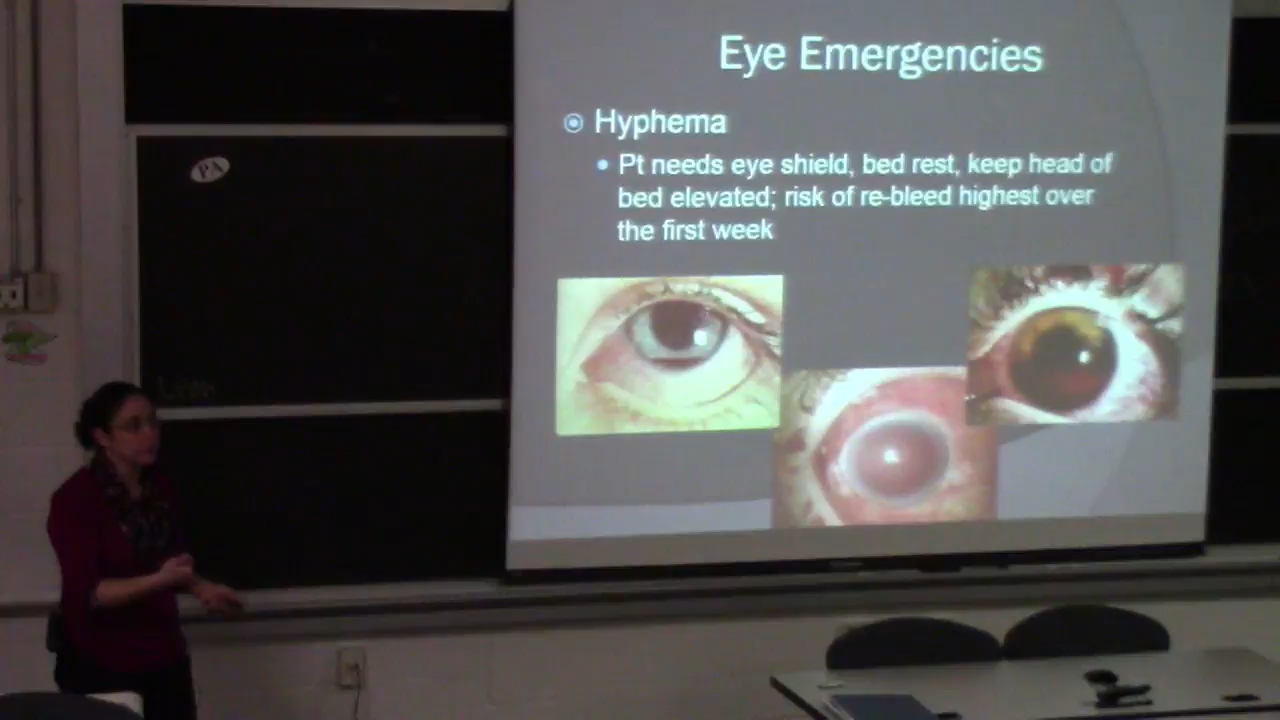 Eye Emergencies
Hyphema
Pt needs eye shield, bed rest, keep head of
bed elevated; risk of re-bleed highest over
the first week
PA